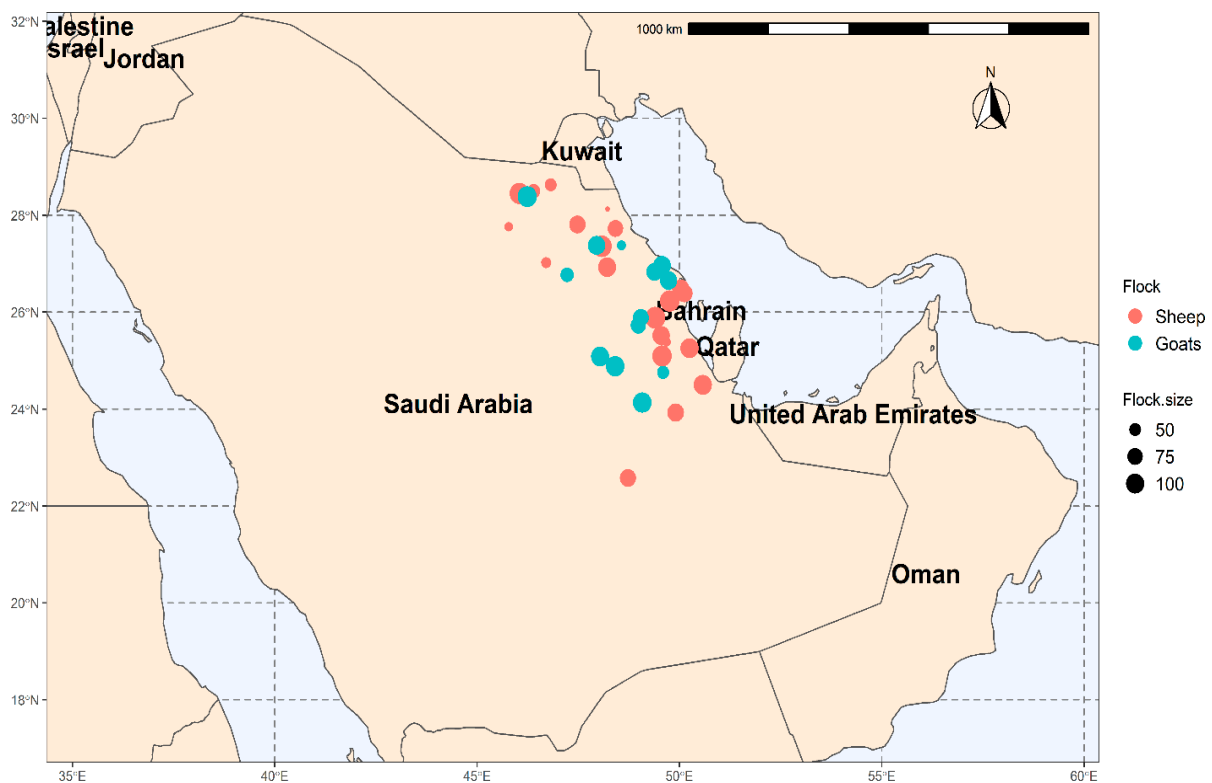 32°N
30°N
28°N
26°N
24°N
22°N
20°N
18°N
35°E
40°E
45°E
50°E
55°E
60°E
alestine
srael
Jordan
1000 km
N
Kuwait
Bahrain
Qatar
Saudi Arabia
United Arab Emirates
Oman
Flock
Sheep
Goats
Flock.size
50
75
100